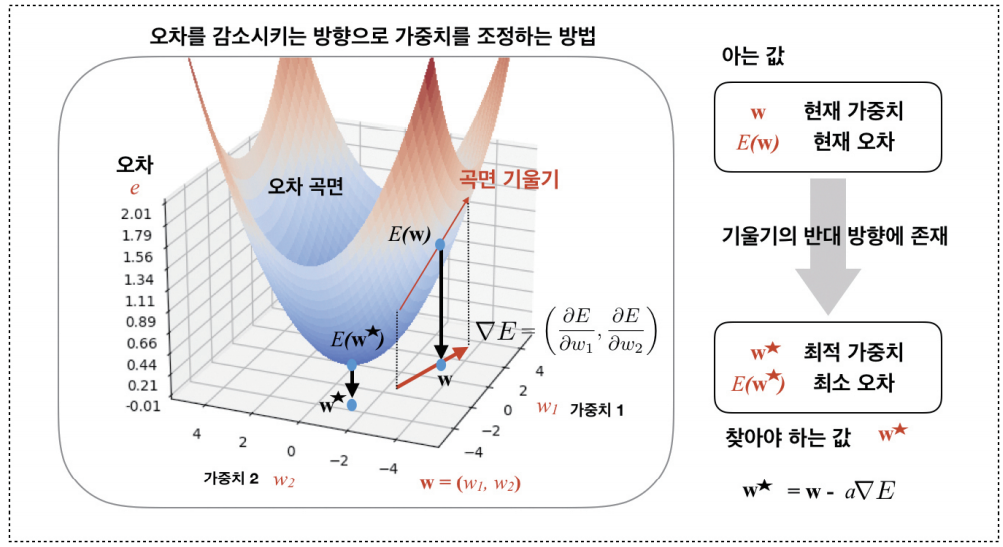 오차를 감소시키는 방향으로 가중치를 조정하는 방법
오차
e
2.01
1.79
1.56
1.34
1.11
0.89
0.66
0.44
0.21
-0.01
오차 곡면
곡면 기울기
E(w)
E(w★)
w★
w
∇E = (∂E/∂w₁, ∂E/∂w₂)
4
2
0
−2
−4
w₁ 가중치 1
4
2
0
−2
−4
가중치 2 w₂
w = (w₁, w₂)
아는 값
w 현재 가중치
E(w) 현재 오차
기울기의 반대 방향에 존재
w★ 최적 가중치
E(w★) 최소 오차
찾아야 하는 값 w★
w★ = w - a∇E